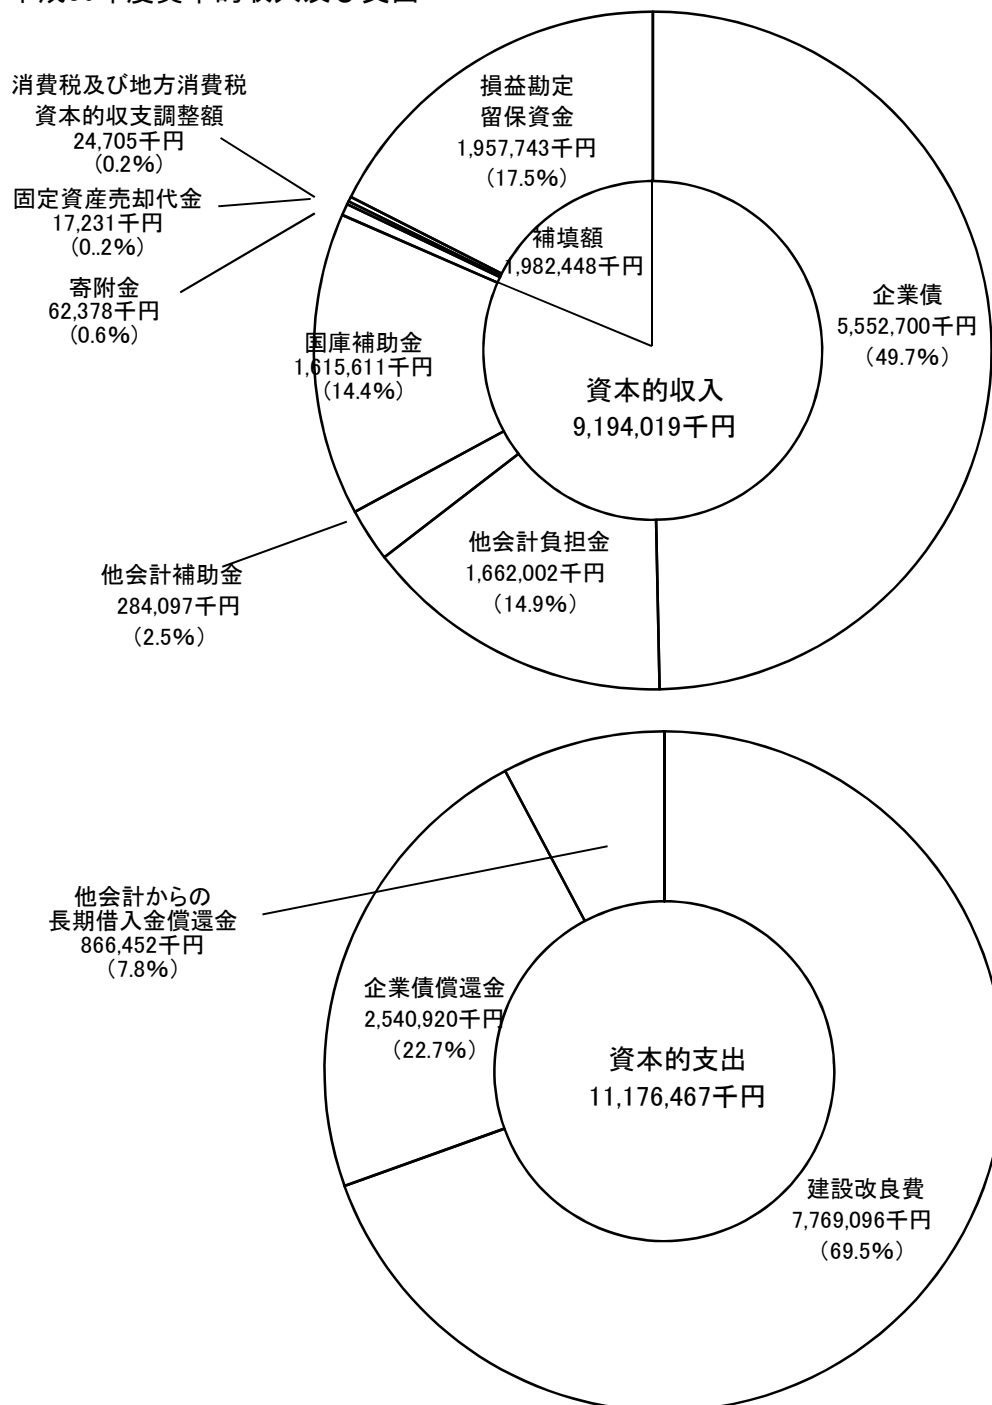 消費税及び地方消費税
資本的収支調整額
24,705千円
(0.2%)
固定資産売却代金
17,231千円
(0..2%)
寄附金
62,378千円
(0.6%)
損益勘定
留保資金
1,957,743千円
(17.5%)
補填額
1,982,448千円
企業債
5,552,700千円
(49.7%)
国庫補助金
1,615,611千円
(14.4%)
資本的収入
9,194,019千円
他会計補助金
284,097千円
(2.5%)
他会計負担金
1,662,002千円
(14.9%)
他会計からの
長期借入金償還金
866,452千円
(7.8%)
企業債償還金
2,540,920千円
(22.7%)
資本的支出
11,176,467千円
建設改良費
7,769,096千円
(69.5%)